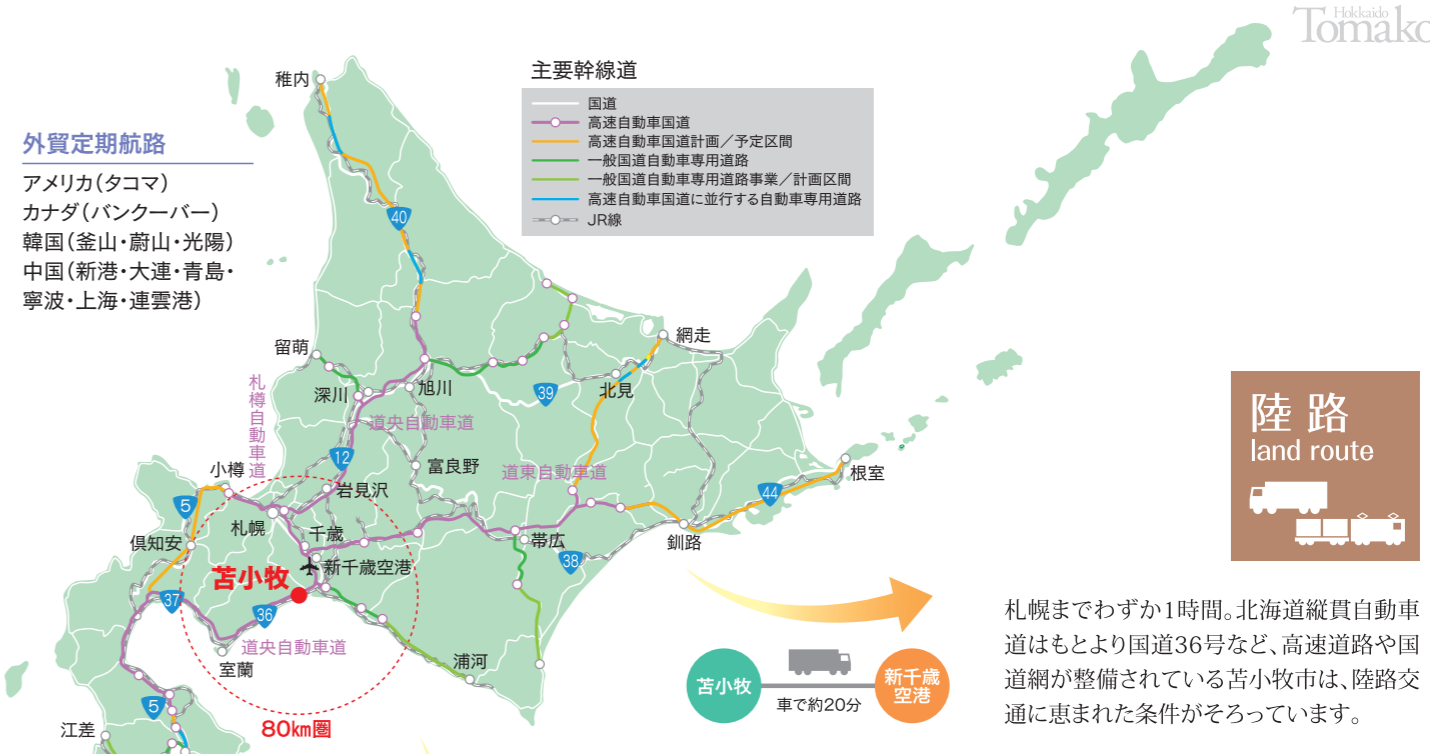 Hokkaido
Tomako
外貿定期航路
アメリカ(タコマ)
カナダ(バンクーバー)
韓国(釜山・蔚山・光陽)
中国(新港・大連・青島・
寧波・上海・連雲港)
主要幹線道
国道
高速自動車国道
高速自動車国道計画/予定区間
一般国道自動車専用道路
一般国道自動車専用道路事業/計画区間
高速自動車国道に並行する自動車専用道路
JR線
稚内
40
留萌
網走
深川
旭川
39
北見
札樽自動車道
道央自動車道
12
富良野
道東自動車道
小樽
岩見沢
44
根室
5
札幌
千歳
倶知安
帯広
釧路
新千歳空港
38
苫小牧
37
36
道央自動車道
室蘭
浦河
5
江差
80km圏
陸路
land route
苫小牧
車で約20分
新千歳
空港
札幌までわずか1時間。北海道縦貫自動車
道はもとより国道36号など、高速道路や国
道網が整備されている苫小牧市は、陸路交
通に恵まれた条件がそろっています。